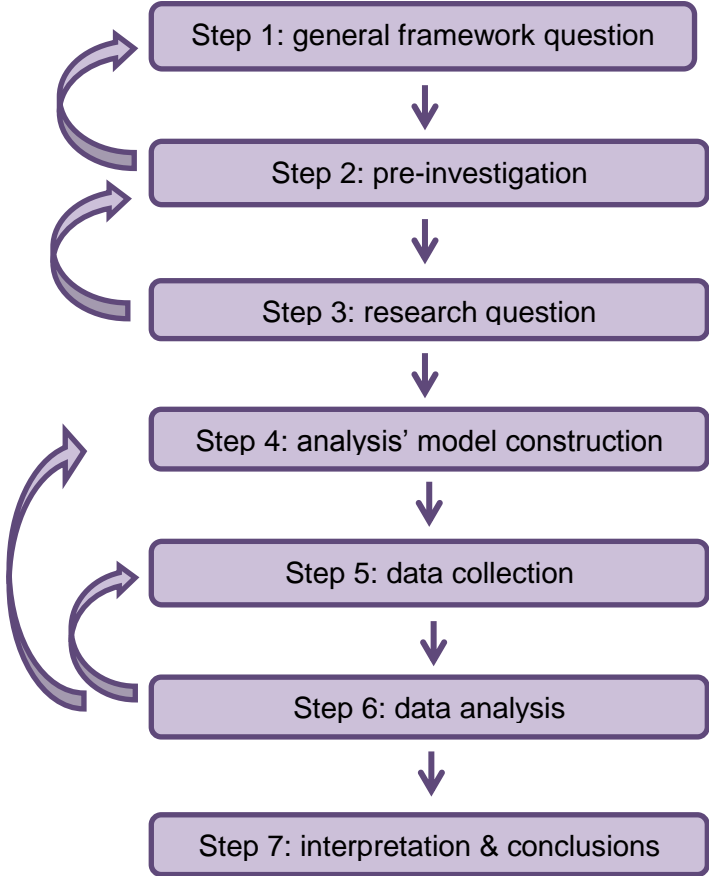 Step 1: general framework question
Step 2: pre-investigation
Step 3: research question
Step 4: analysis’ model construction
Step 5: data collection
Step 6: data analysis
Step 7: interpretation & conclusions